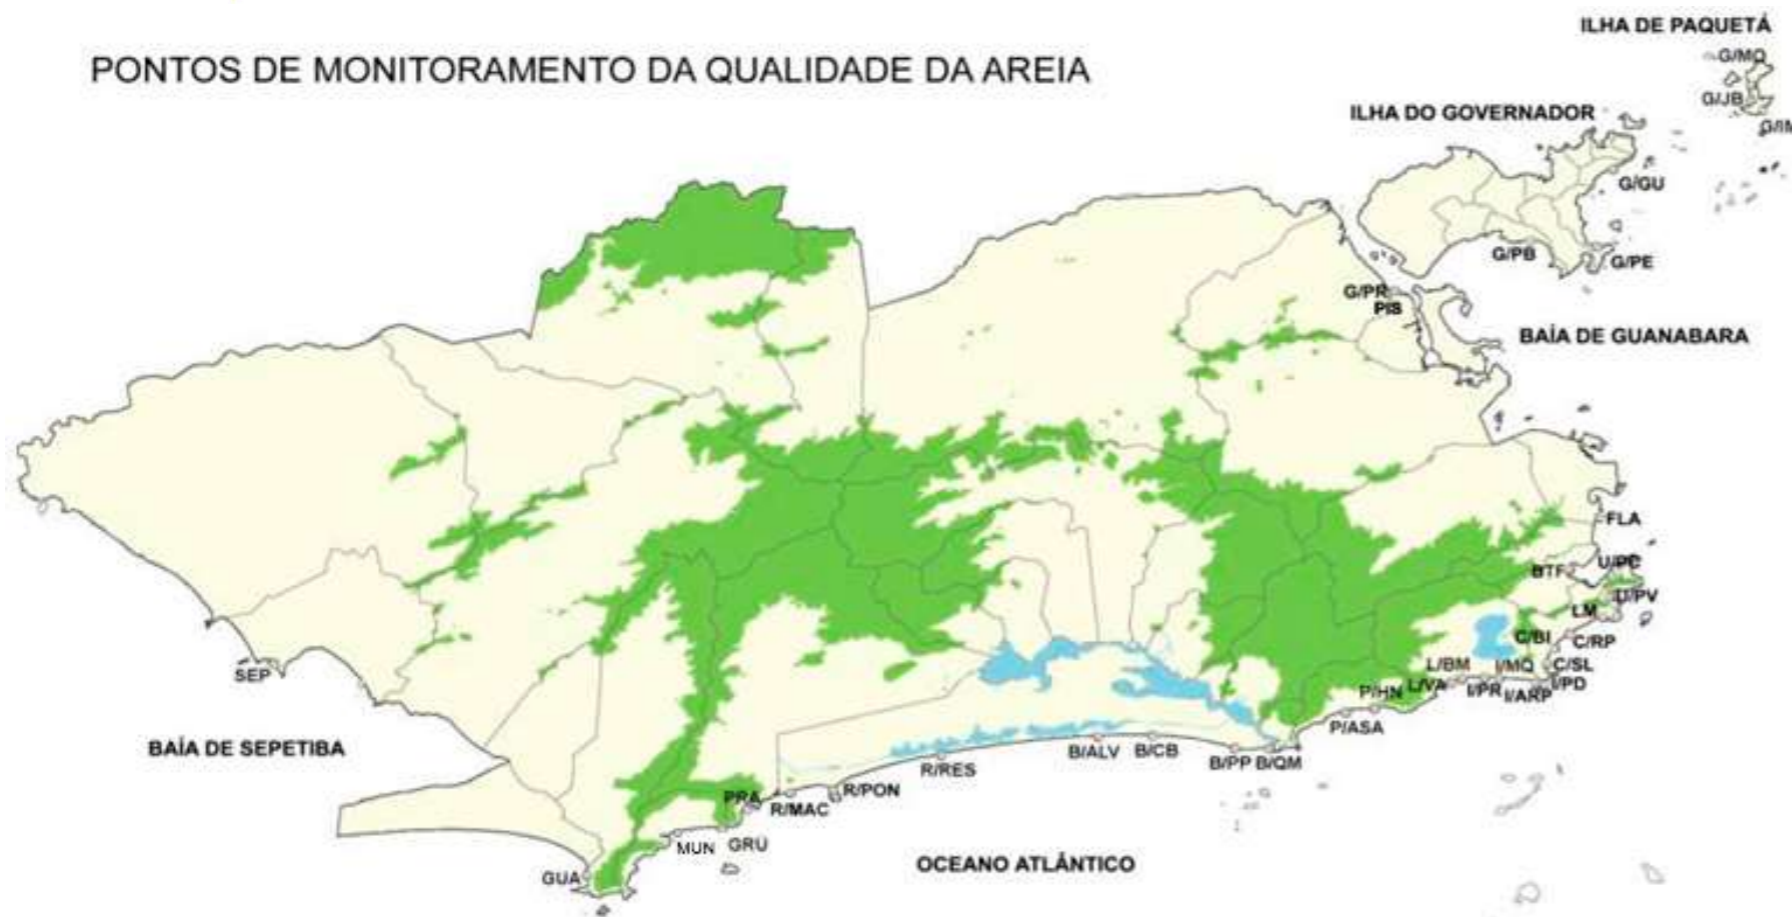 ILHA DE PAQUETÁ
G/MO
PONTOS DE MONITORAMENTO DA QUALIDADE DA AREIA
G/JB
ILHA DO GOVERNADOR
G/IM
G/GU
G/PB
G/PE
G/PR
PIS
BAÍA DE GUANABARA
FLA
U/PC
BTF
U/PV
LM
C/BI
C/RP
L/BM
I/MQ
C/SL
SEP
P/HN
L/VA
I/PR
I/ARP
I/PD
P/ASA
BAÍA DE SEPETIBA
B/ALV
B/CB
B/PP
B/QM
R/RES
PRA
R/MAC
R/PON
MUN
GRU
OCEANO ATLÂNTICO
GUA